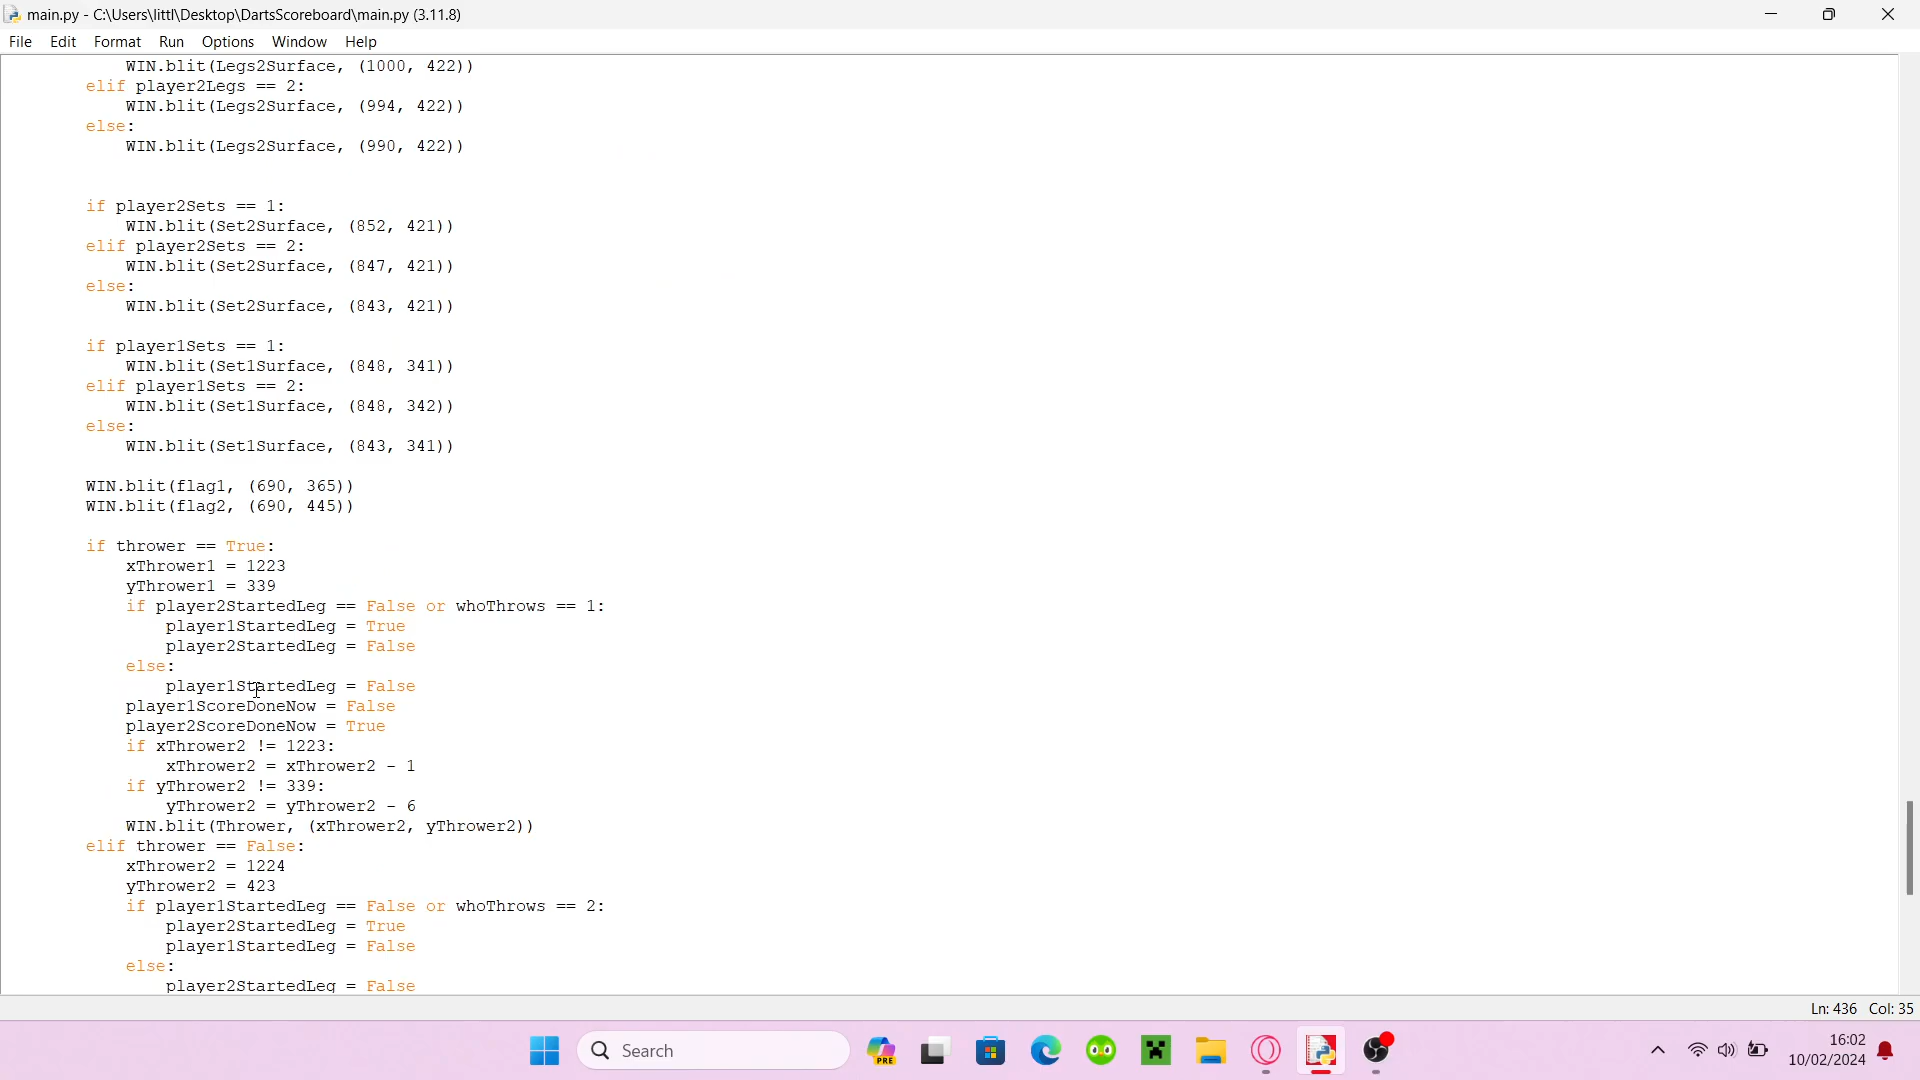 main.py - C:\Users\littl\Desktop\DartsScoreboard\main.py (3.11.8)
File Edit Format Run Options Window Help
        WIN.blit(Legs2Surface, (1000, 422))
    elif player2Legs == 2:
        WIN.blit(Legs2Surface, (994, 422))
    else:
        WIN.blit(Legs2Surface, (990, 422))
    if player2Sets == 1:
        WIN.blit(Set2Surface, (852, 421))
    elif player2Sets == 2:
        WIN.blit(Set2Surface, (847, 421))
    else:
        WIN.blit(Set2Surface, (843, 421))
    if player1Sets == 1:
        WIN.blit(Set1Surface, (848, 341))
    elif player1Sets == 2:
        WIN.blit(Set1Surface, (848, 342))
    else:
        WIN.blit(Set1Surface, (843, 341))
    WIN.blit(flag1, (690, 365))
    WIN.blit(flag2, (690, 445))
    if thrower == True:
        xThrower1 = 1223
        yThrower1 = 339
        if player2StartedLeg == False or whoThrows == 1:
            player1StartedLeg = True
            player2StartedLeg = False
        else:
            player1StartedLeg = False
        player1ScoreDoneNow = False
        player2ScoreDoneNow = True
        if xThrower2 != 1223:
            xThrower2 = xThrower2 - 1
        if yThrower2 != 339:
            yThrower2 = yThrower2 - 6
        WIN.blit(Thrower, (xThrower2, yThrower2))
    elif thrower == False:
        xThrower2 = 1224
        yThrower2 = 423
        if player1StartedLeg == False or whoThrows == 2:
            player2StartedLeg = True
            player1StartedLeg = False
        else:
            player2StartedLeg = False
Ln: 436 Col: 35
Search
PRE
16:02
10/02/2024